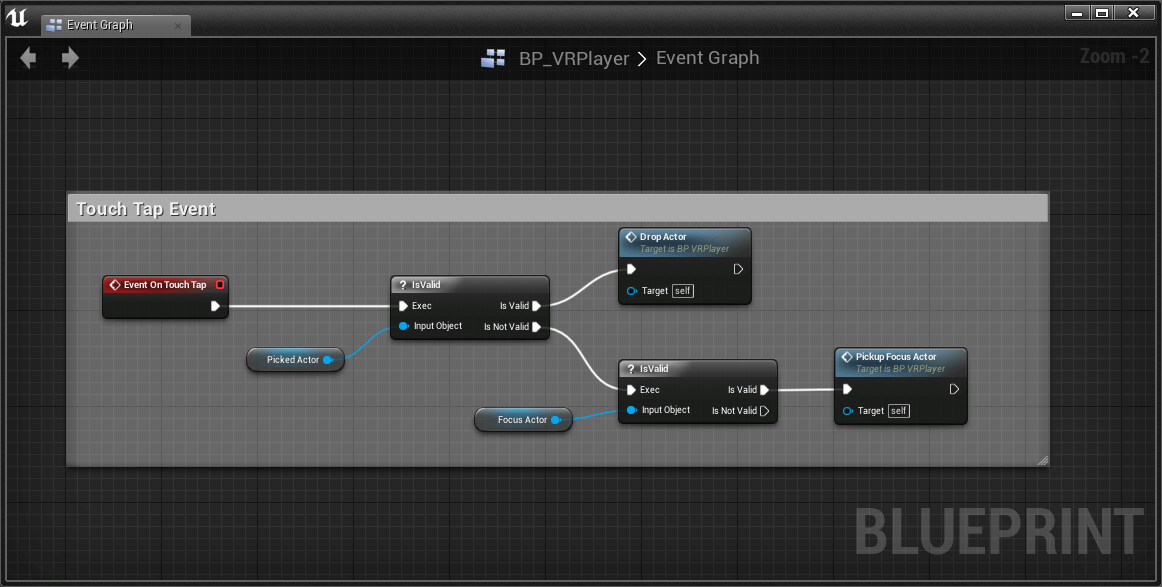 Event Graph
BP_VRPlayer > Event Graph
Zoom -2
Touch Tap Event
Event On Touch Tap
Picked Actor
? IsValid
Exec
Is Valid
Input Object
Is Not Valid
Drop Actor
Target is BP VRPlayer
Target self
Focus Actor
? IsValid
Exec
Is Valid
Input Object
Is Not Valid
Pickup Focus Actor
Target is BP VRPlayer
Target self
BLUEPRINT